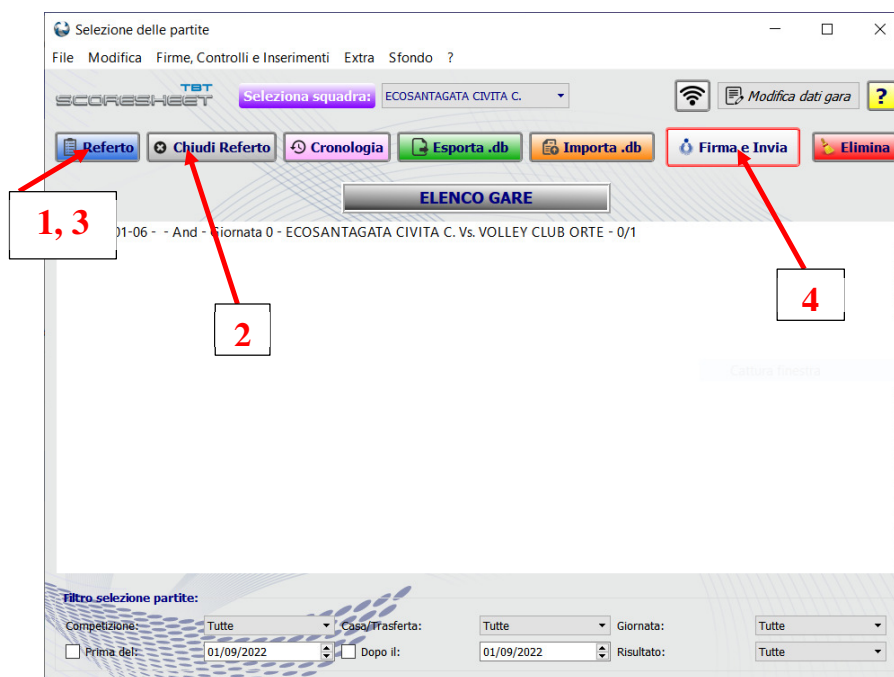 Selezione delle partite
File Modifica Firme, Controlli e Inserimenti Extra Sfondo ?
TBT
SCORESHEET Seleziona squadra: ECOSANTAGATA CIVITA C. Modifica dati gara ?
Referto Chiudi Referto Cronologia Esporta .db Importa .db Firma e Invia Elimina
ELENCO GARE
1, 3 01-06 - - And - Giornata 0 - ECOSANTAGATA CIVITA C. Vs. VOLLEY CLUB ORTE - 0/1
4
2
Cattura finestra
Filtro selezione partite:
Competizione: Tutte Casa/Trasferta: Tutte Giornata: Tutte
Prima del: 01/09/2022 Dopo il: 01/09/2022 Risultato: Tutte